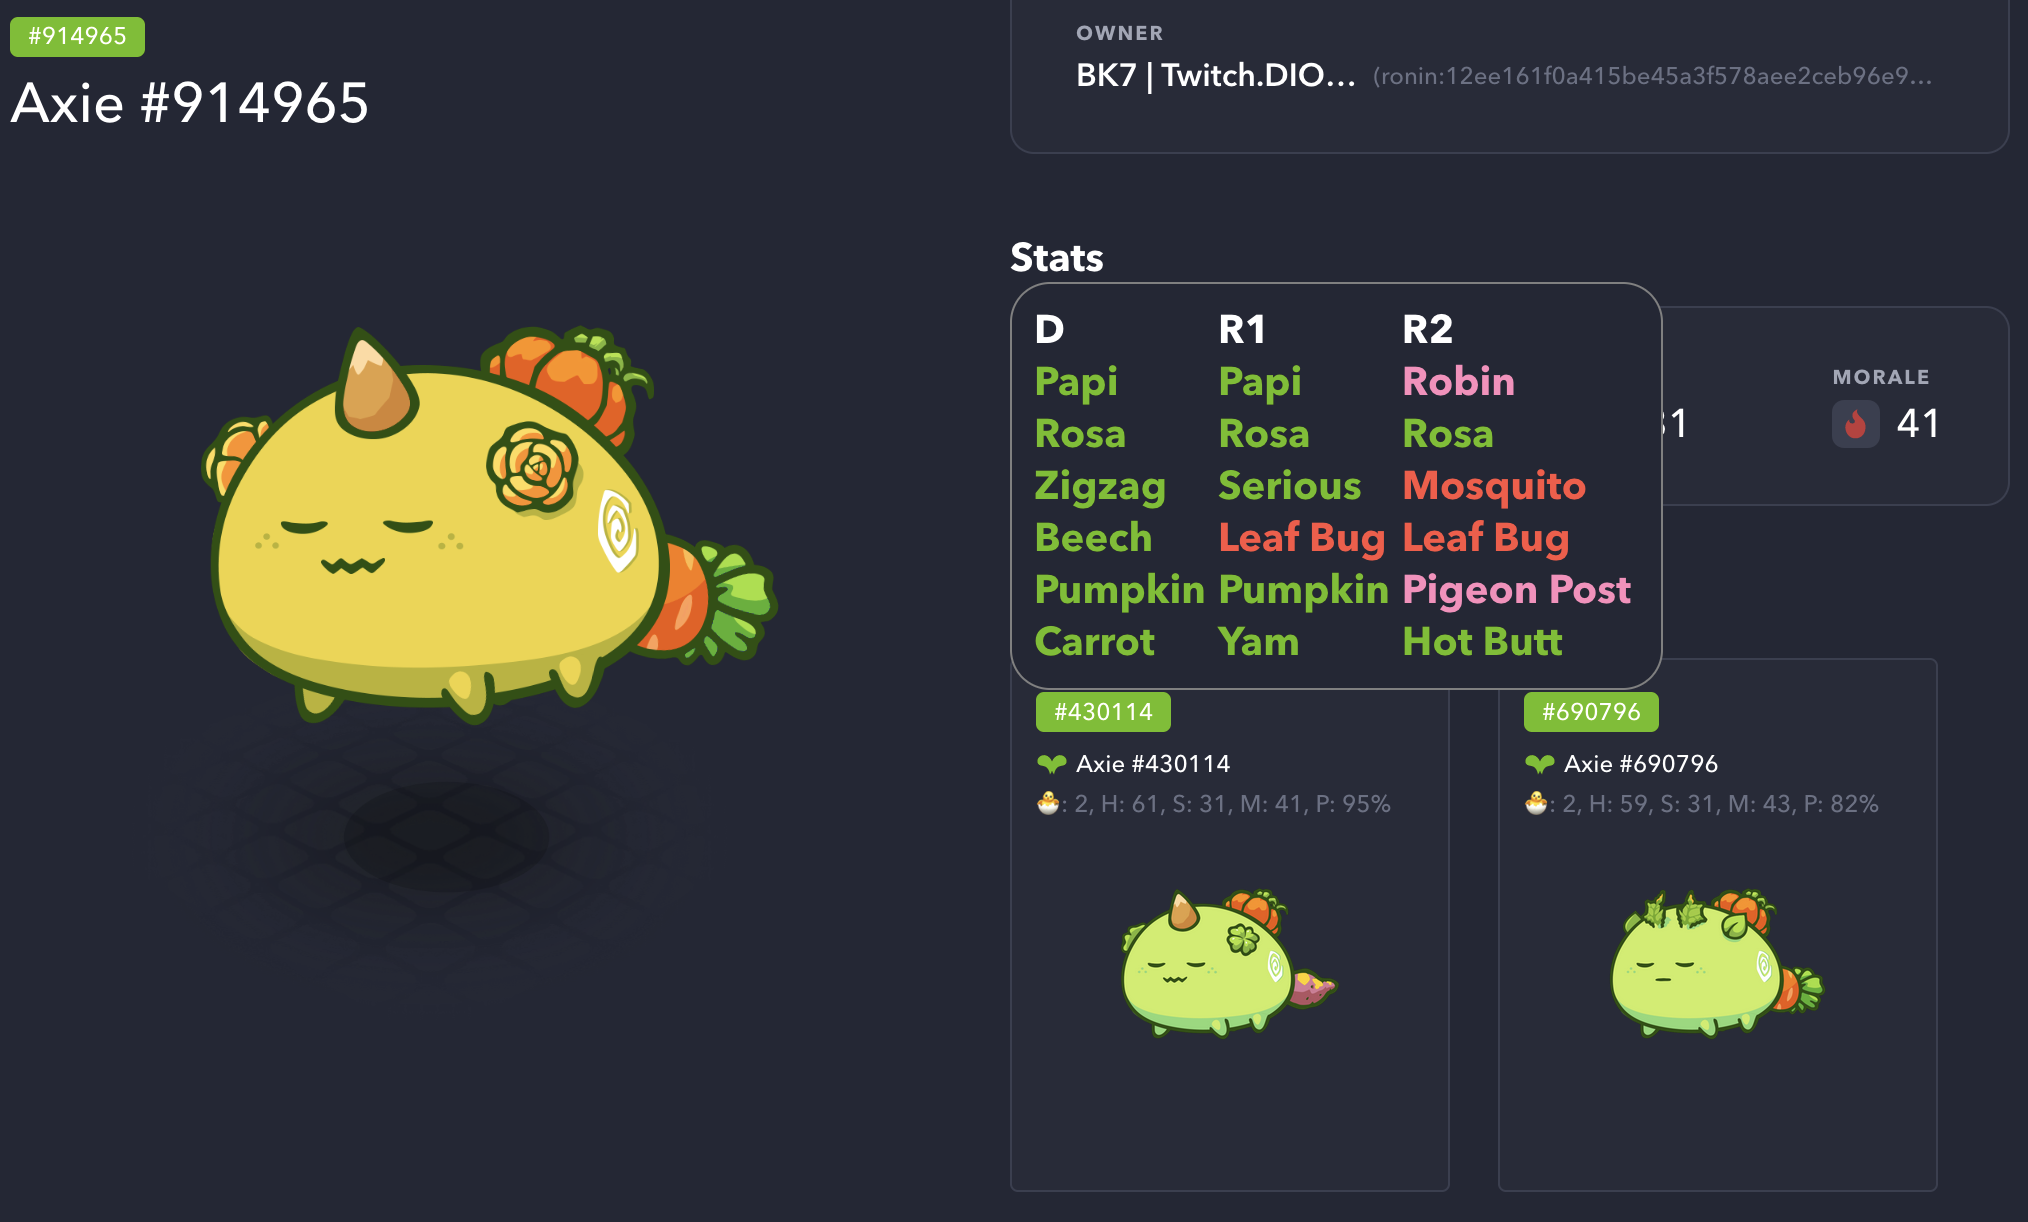 #914965
Axie #914965
OWNER
BK7 | Twitch.DIO... (ronin:12ee161f0a415be45a3f578aee2ceb96e9...
Stats
D R1 R2
Papi Papi Robin
Rosa Rosa Rosa
Zigzag Serious Mosquito
Beech Leaf Bug Leaf Bug
Pumpkin Pumpkin Pigeon Post
Carrot Yam Hot Butt
MORALE
41
#430114
Axie #430114
: 2, H: 61, S: 31, M: 41, P: 95%
#690796
Axie #690796
: 2, H: 59, S: 31, M: 43, P: 82%